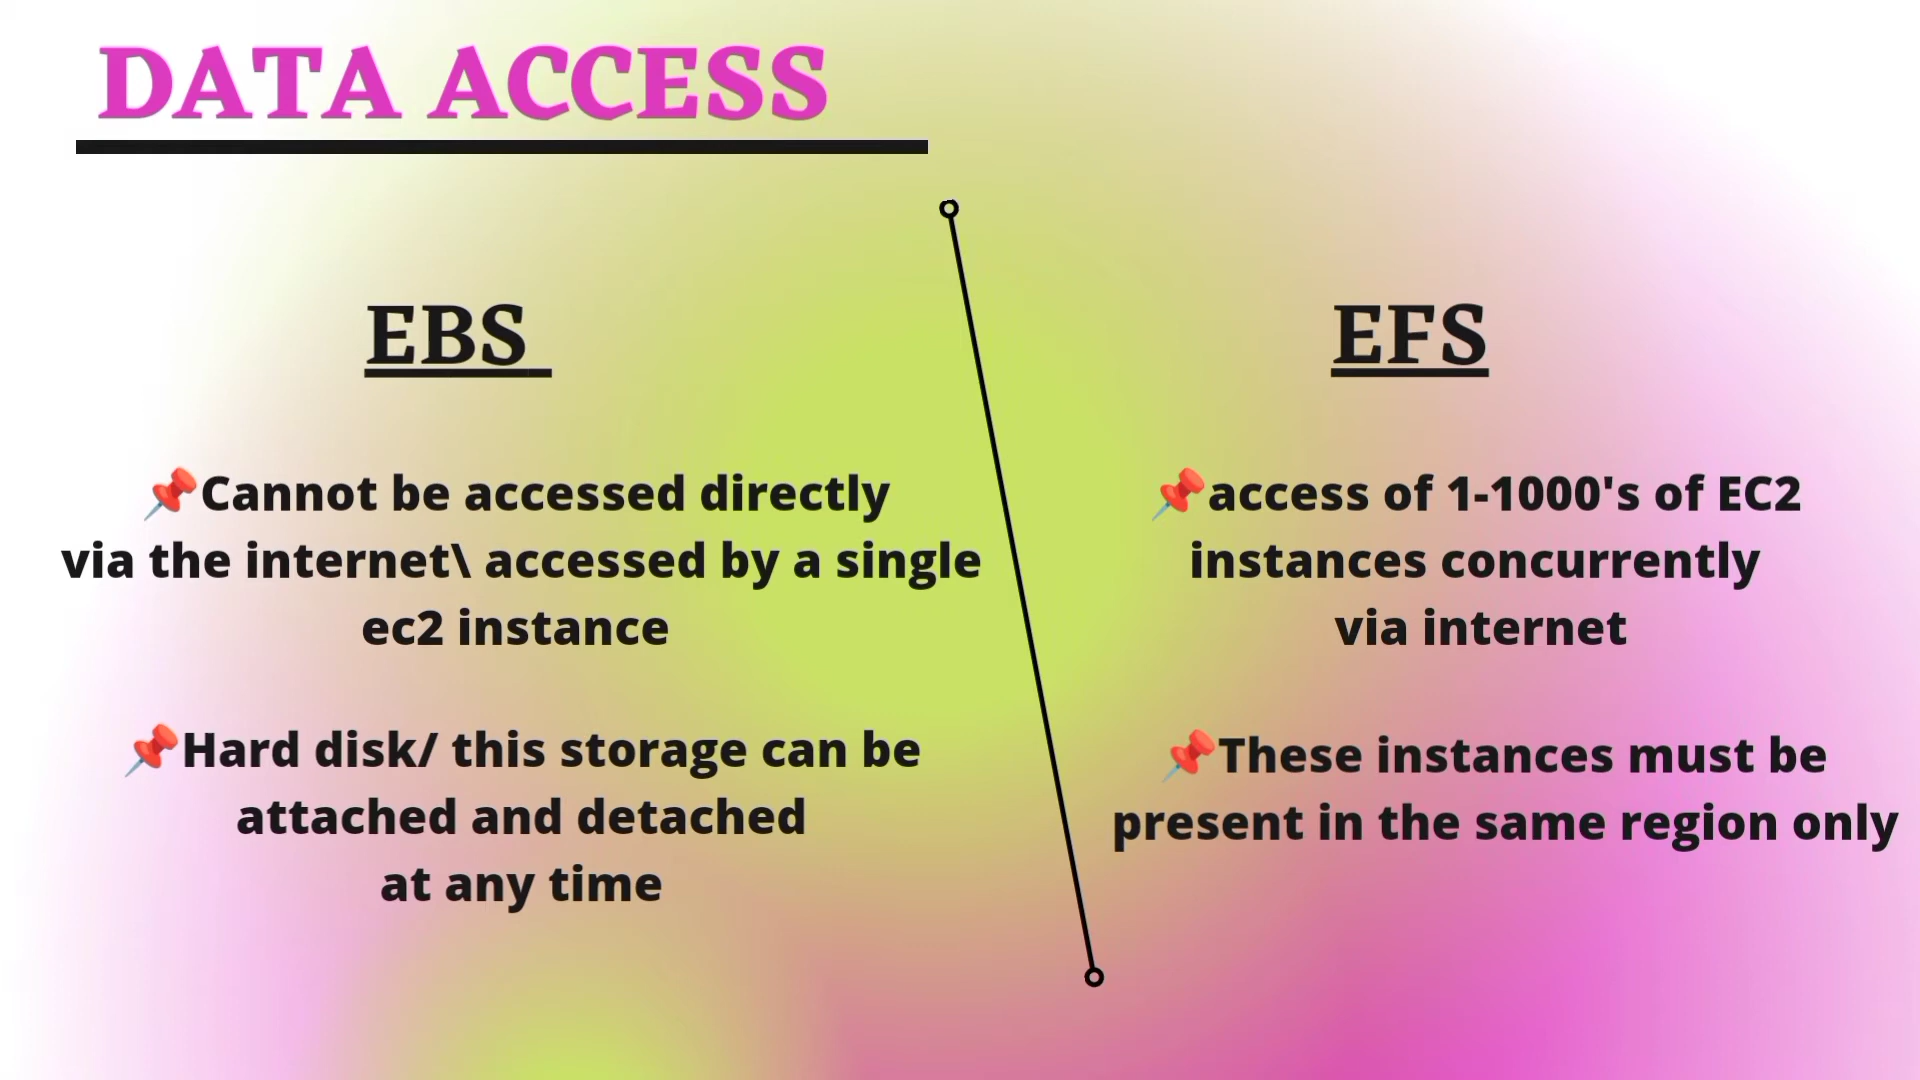 DATA ACCESS
EBS
📌Cannot be accessed directly
via the internet\ accessed by a single
ec2 instance
📌Hard disk/ this storage can be
attached and detached
at any time
EFS
📌access of 1-1000's of EC2
instances concurrently
via internet
📌These instances must be
present in the same region only